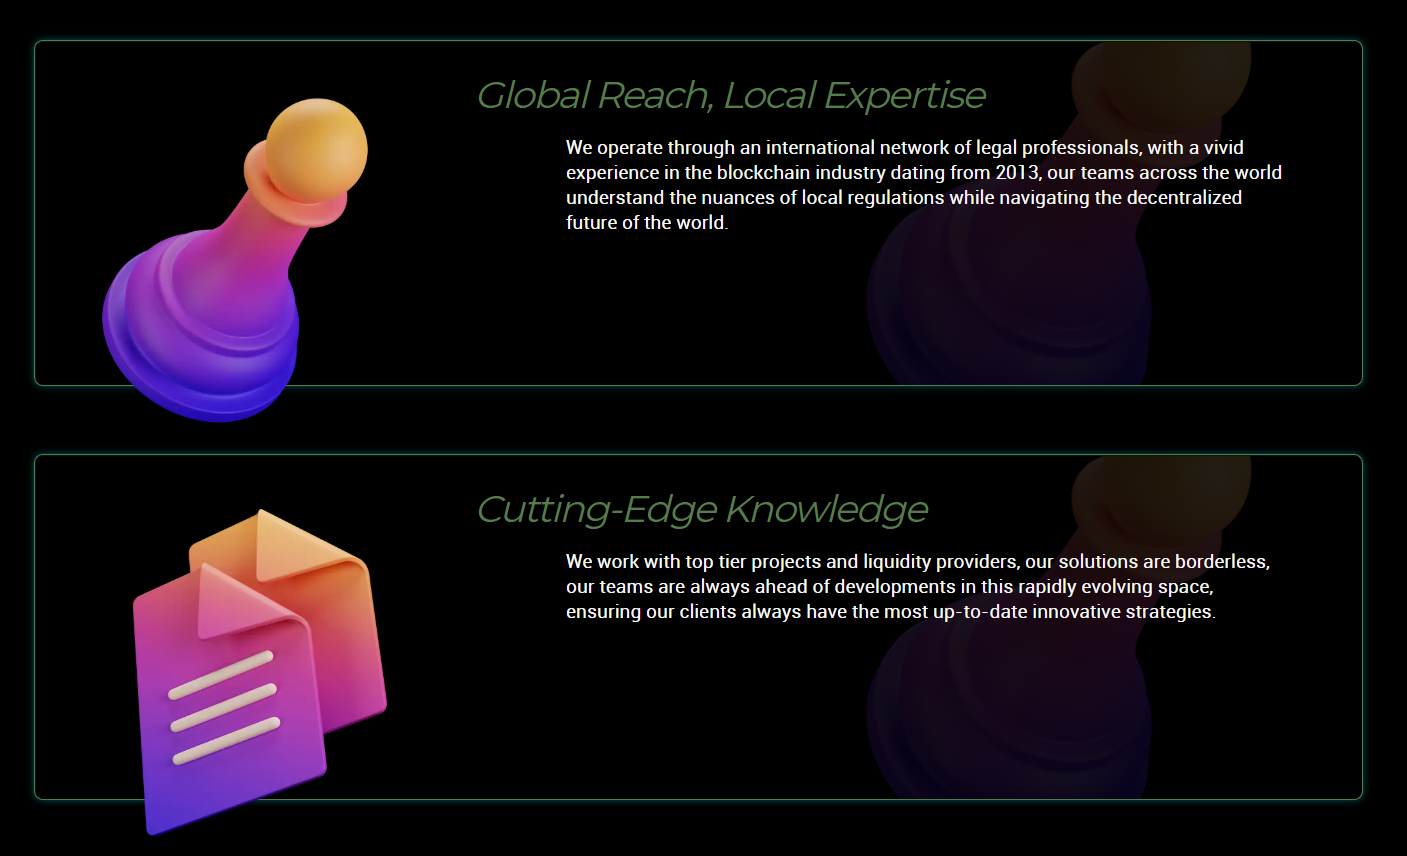 Global Reach, Local Expertise
We operate through an international network of legal professionals, with a vivid
experience in the blockchain industry dating from 2013, our teams across the world
understand the nuances of local regulations while navigating the decentralized
future of the world.
Cutting-Edge Knowledge
We work with top tier projects and liquidity providers, our solutions are borderless,
our teams are always ahead of developments in this rapidly evolving space,
ensuring our clients always have the most up-to-date innovative strategies.